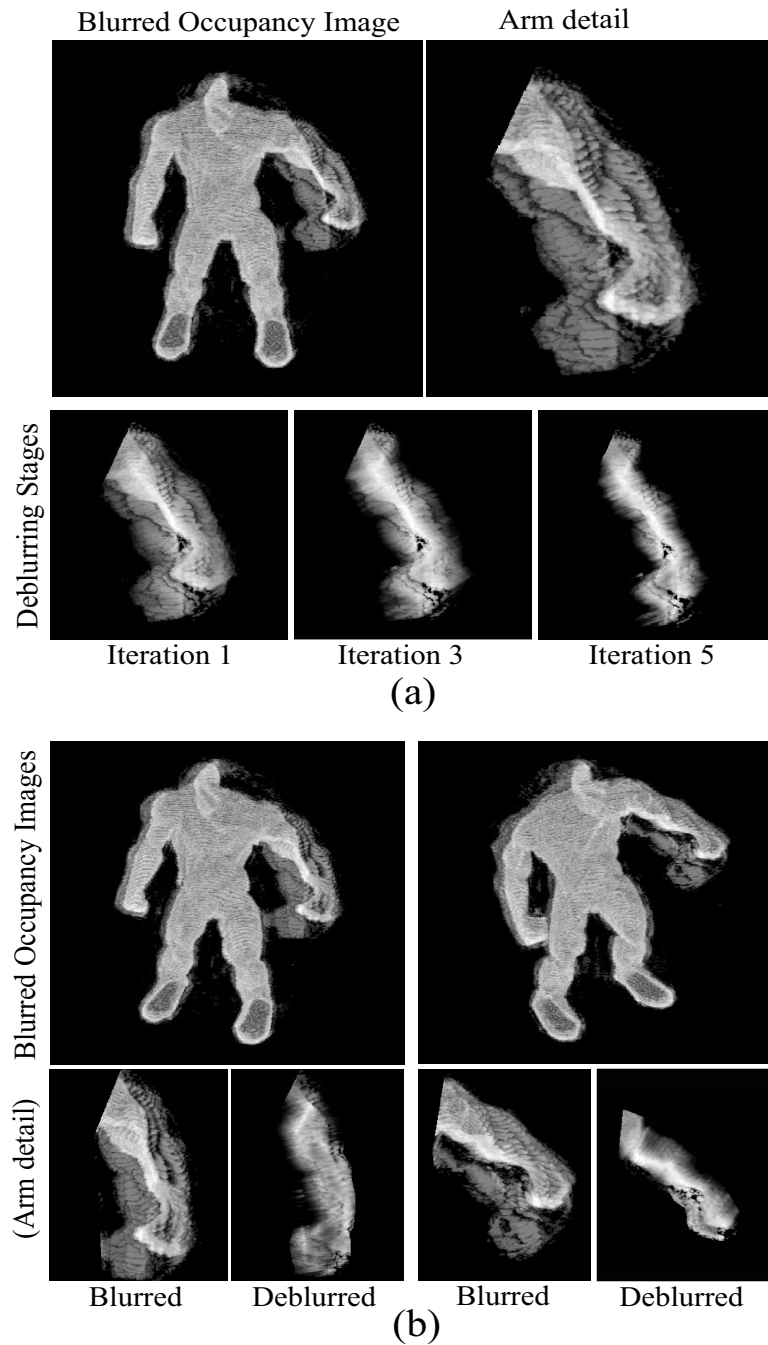 Blurred Occupancy Image
Arm detail
Deblurring Stages
Iteration 1
Iteration 3
Iteration 5
(a)
Blurred Occupancy Images
(Arm detail)
Blurred
Deblurred
Blurred
Deblurred
(b)